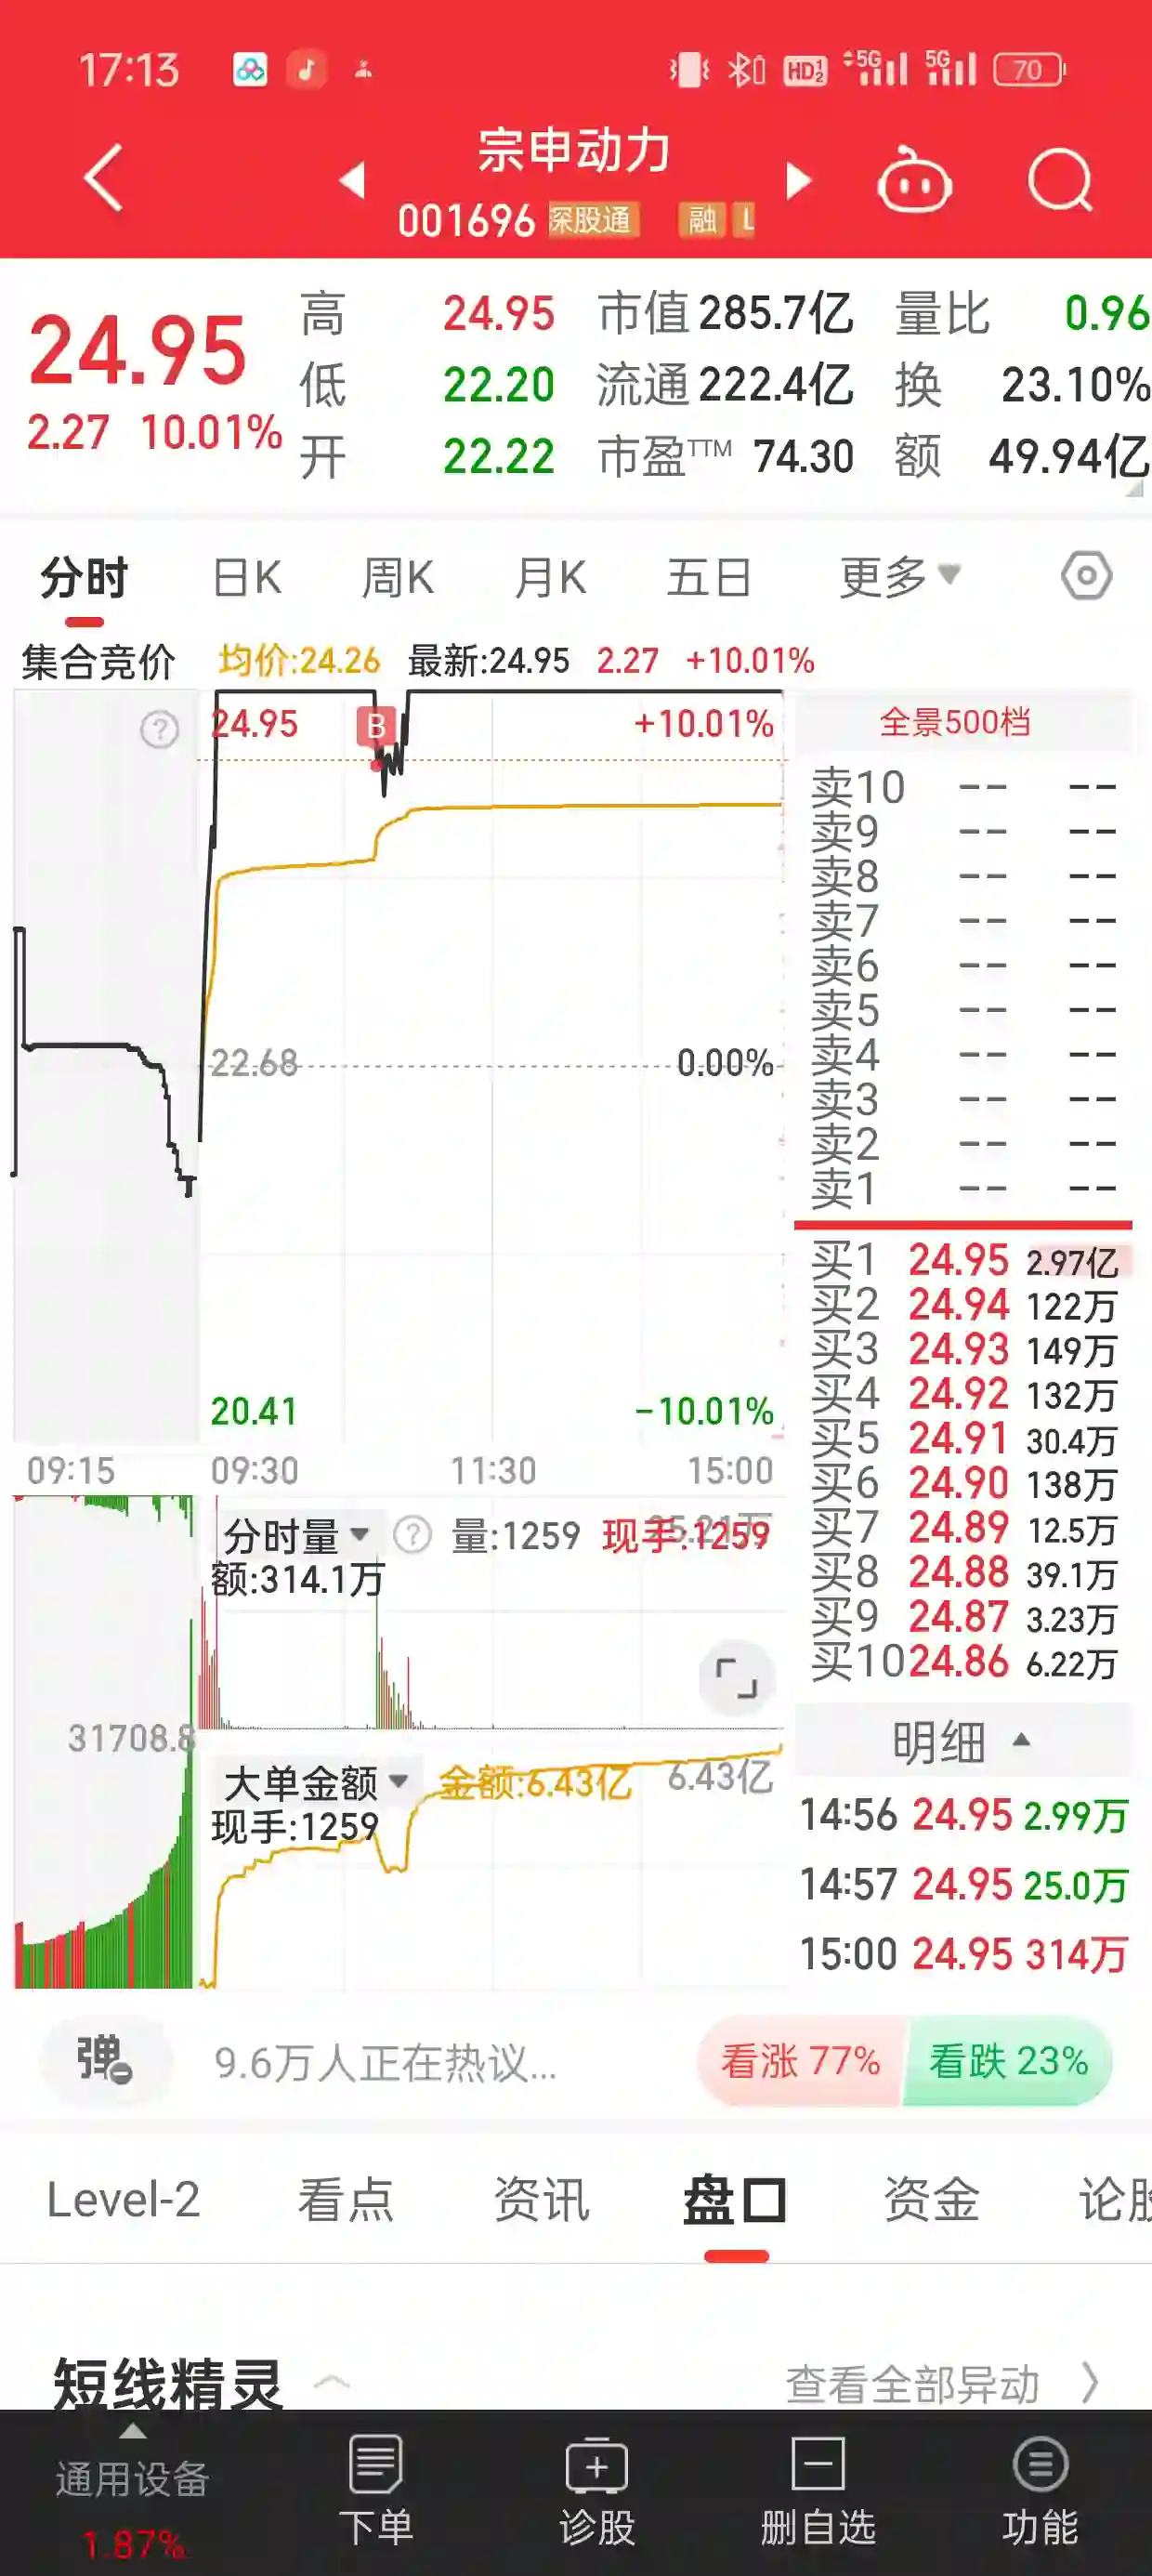 17:13 HD 1 2 5G 5G 70
宗申动力
001696 深股通 融 L
24.95
2.27 10.01%
高 24.95 市值 285.7亿 量比 0.96
低 22.20 流通 222.4亿 换 23.10%
开 22.22 市盈TTM 74.30 额 49.94亿
分时 日K 周K 月K 五日 更多
集合竞价 均价:24.26 最新:24.95 2.27 +10.01%
24.95 B +10.01%
22.68 0.00%
20.41 -10.01%
09:15 09:30 11:30 15:00
全景500档
卖10 -- --
卖9 -- --
卖8 -- --
卖7 -- --
卖6 -- --
卖5 -- --
卖4 -- --
卖3 -- --
卖2 -- --
卖1 -- --
买1 24.95 2.97亿
买2 24.94 122万
买3 24.93 149万
买4 24.92 132万
买5 24.91 30.4万
买6 24.90 138万
买7 24.89 12.5万
买8 24.88 39.1万
买9 24.87 3.23万
买10 24.86 6.22万
分时量 ? 量:1259 现手:1259
额:314.1万
31708.8
大单金额 金额:6.43亿 6.43亿
现手:1259
明细
14:56 24.95 2.99万
14:57 24.95 25.0万
15:00 24.95 314万
弹 9.6万人正在热议... 看涨 77% 看跌 23%
Level-2 看点 资讯 盘口 资金 论股
短线精灵 查看全部异动
通用设备
1.87%
下单 诊股 删自选 功能